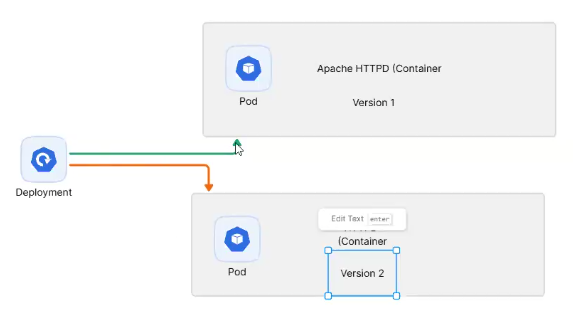 Apache HTTPD (Container
Pod
Version 1
Deployment
Edit Text enter
(Container
Pod
Version 2